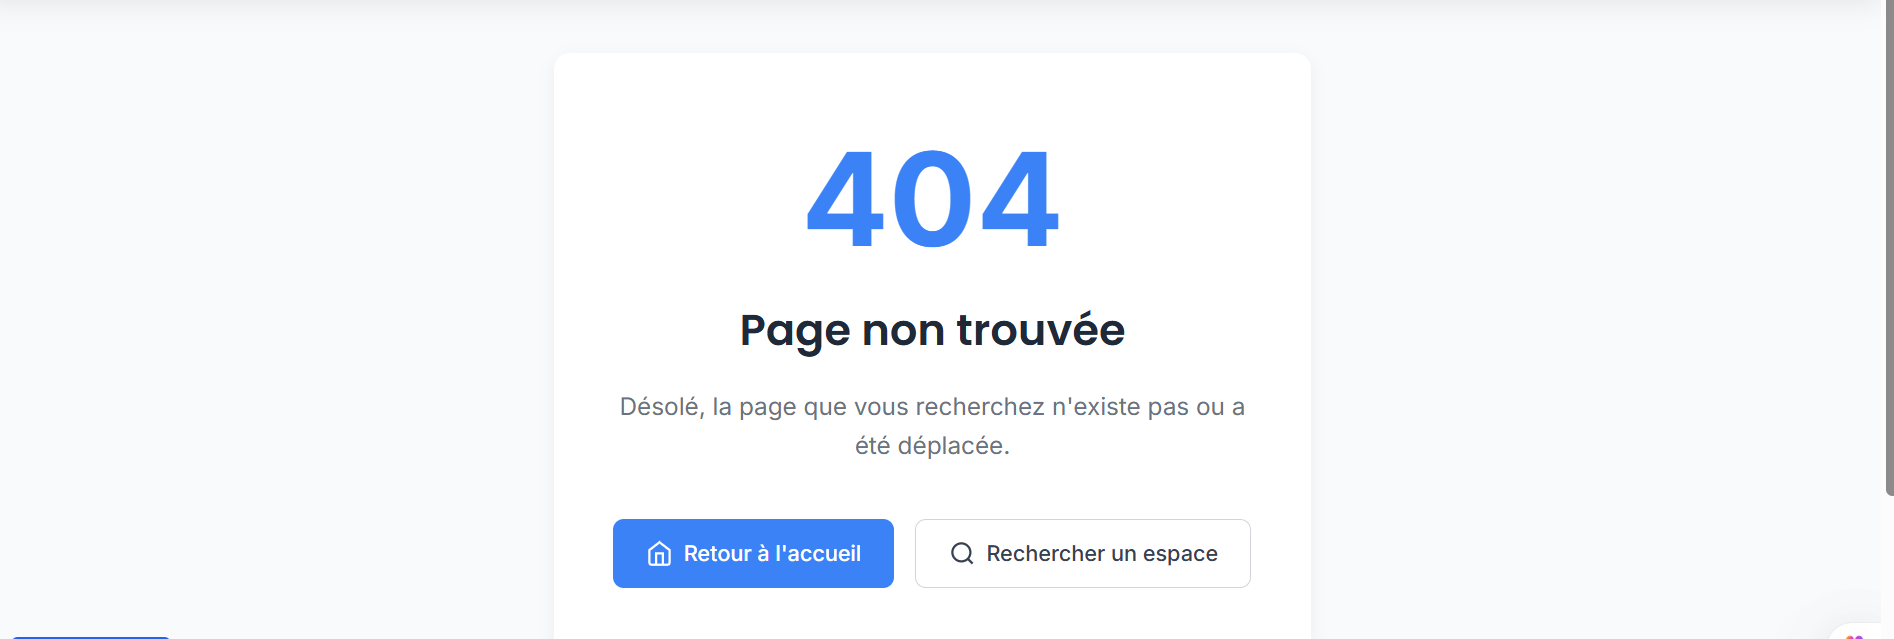 404
Page non trouvée
Désolé, la page que vous recherchez n'existe pas ou a
été déplacée.
Retour à l'accueil
Rechercher un espace